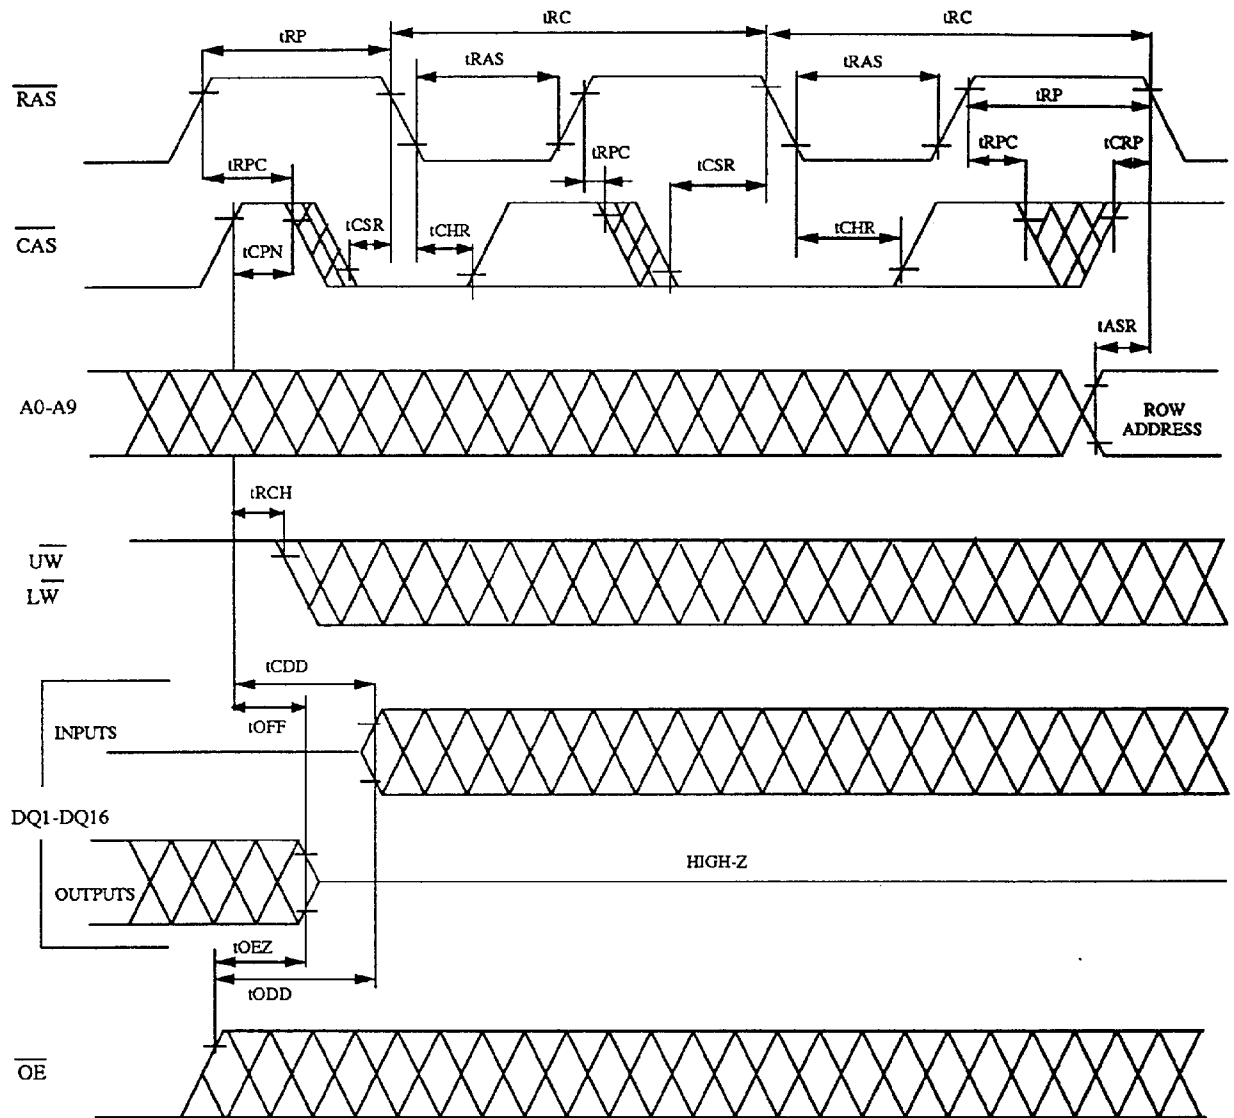 tRC
tRC
tRP
tRAS
tRAS
RAS
tRP
tRPC
tRPC
tCSR
tRPC
tCRP
CAS
tCPN
tCSR
tCHR
tCHR
tASR
A0-A9
ROW
ADDRESS
tRCH
UW
LW
tCDD
tOFF
INPUTS
DQ1-DQ16
HIGH-Z
OUTPUTS
tOEZ
tODD
OE